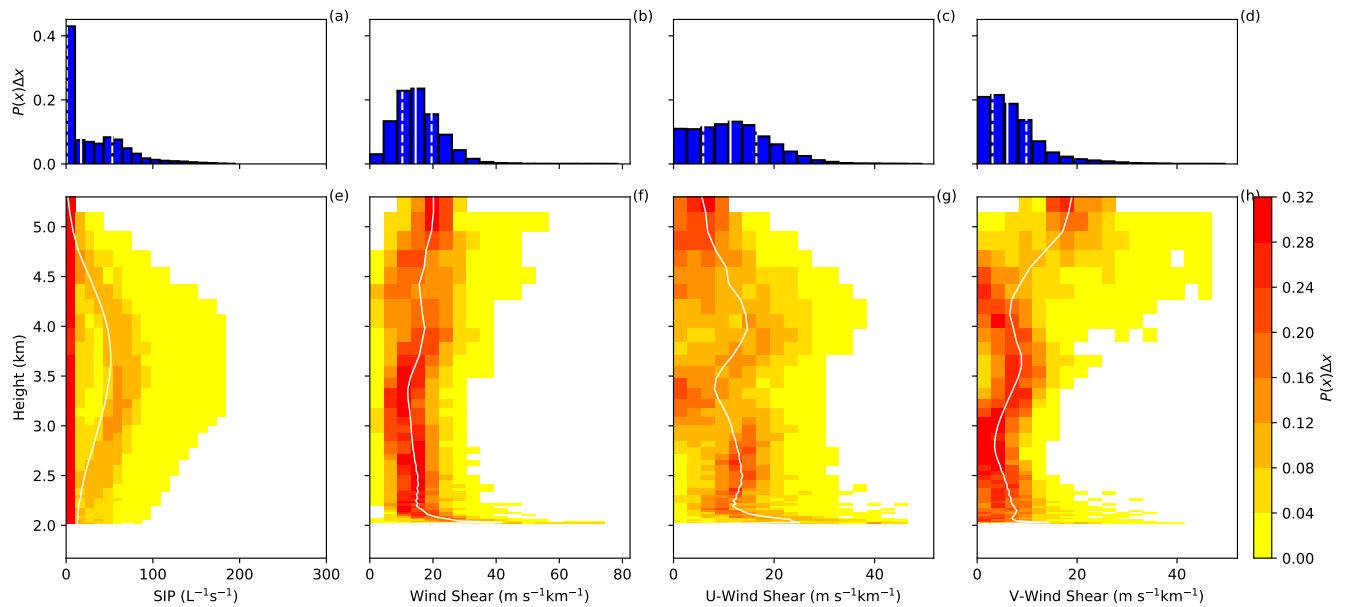 (a) (b) (c) (d)
0.4
0.2
0.0
P(x)Δx
(e) (f) (g) (h)
5.0
4.5
4.0
3.5
3.0
2.5
2.0
Height (km)
0 100 200 300
SIP (L⁻¹s⁻¹)
0 20 40 60 80
Wind Shear (m s⁻¹km⁻¹)
0 20 40
U-Wind Shear (m s⁻¹km⁻¹)
0 20 40
V-Wind Shear (m s⁻¹km⁻¹)
0.32
0.28
0.24
0.20
0.16
0.12
0.08
0.04
0.00
P(x)Δx